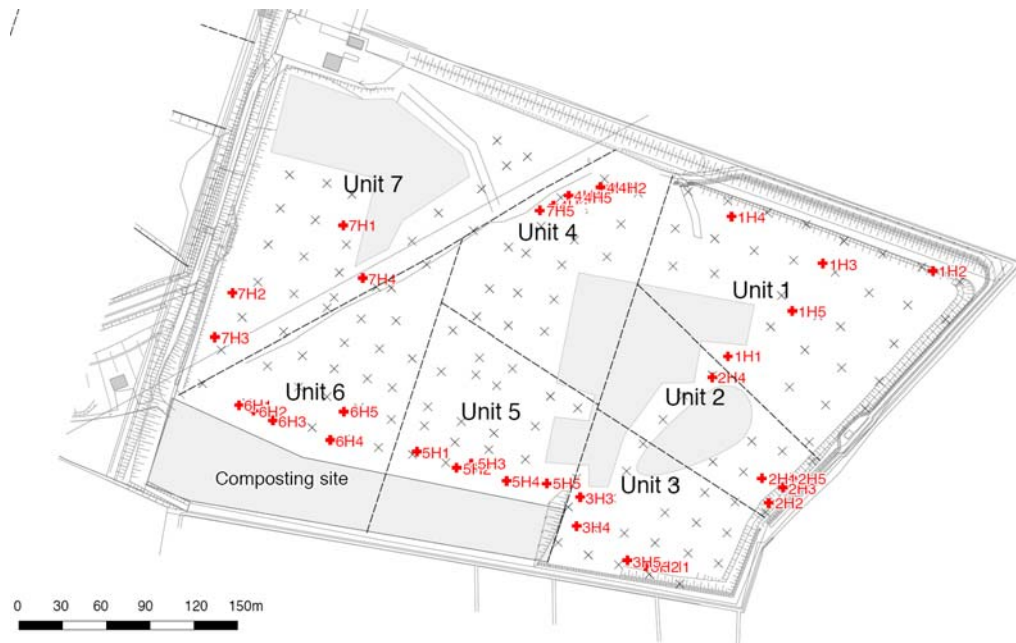 Unit 7
4H2
4H5
7H5
Unit 4
1H4
7H1
1H3
1H2
7H4
Unit 1
7H2
1H5
7H3
1H1
2H4
Unit 6
Unit 2
6H1
6H2
6H5
6H3
Unit 5
6H4
5H1
5H3
5H2
Composting site
5H4
5H5
Unit 3
2H1
2H5
2H3
2H2
3H3
3H4
3H5
0 30 60 90 120 150m